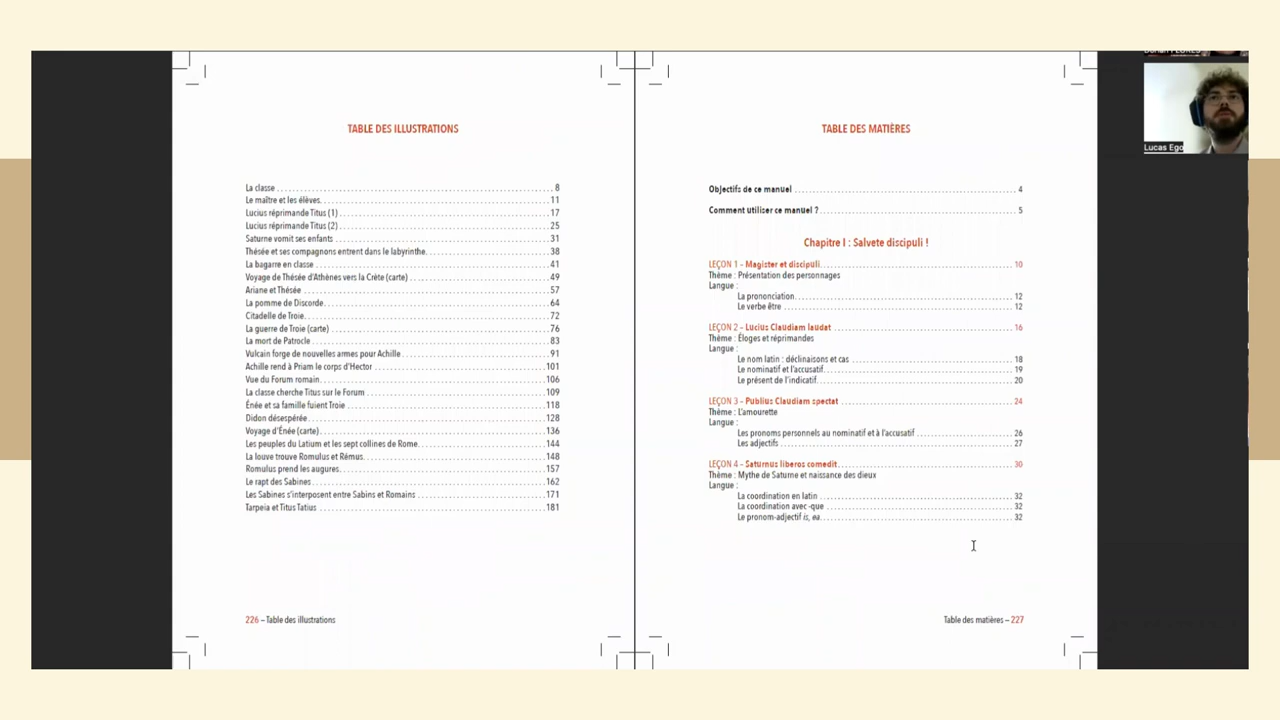 TABLE DES ILLUSTRATIONS
La classe 8
Le maître et les élèves 11
Lucius réprimande Titus (1) 17
Lucius réprimande Titus (2) 25
Saturne vomit ses enfants 31
Thésée et ses compagnons entrent dans le labyrinthe 38
La bagarre en classe 41
Voyage de Thésée d'Athènes vers la Crète (carte) 49
Ariane et Thésée 57
La pomme de Discorde 64
Citadelle de Troie 72
La guerre de Troie (carte) 76
La mort de Patrocle 83
Vulcain forge de nouvelles armes pour Achille 91
Achille rend à Priam le corps d'Hector 101
Vue du Forum romain 106
La classe cherche Titus sur le Forum 109
Énée et sa famille fuient Troie 118
Didon désespérée 128
Voyage d'Énée (carte) 136
Les peuples du Latium et les sept collines de Rome 144
La louve trouve Romulus et Rémus 148
Romulus prend les augures 157
Le rapt des Sabines 162
Les Sabines s'interposent entre Sabins et Romains 171
Tarpeia et Titus Tatius 181
226 – Table des illustrations
TABLE DES MATIÈRES
Objectifs de ce manuel 4
Comment utiliser ce manuel ? 5
Chapitre I : Salvete discipuli !
LEÇON 1 – Magister et discipuli 10
Thème : Présentation des personnages
Langue :
La prononciation 12
Le verbe être 12
LEÇON 2 – Lucius Claudiam laudat 16
Thème : Éloges et réprimandes
Langue :
Le nom latin : déclinaisons et cas 18
Le nominatif et l'accusatif 19
Le présent de l'indicatif 20
LEÇON 3 – Publius Claudiam spectat 24
Thème : L'amourette
Langue :
Les pronoms personnels au nominatif et à l'accusatif 26
Les adjectifs 27
LEÇON 4 – Saturnus liberos comedit 30
Thème : Mythe de Saturne et naissance des dieux
Langue :
La coordination en latin 32
La coordination avec -que 32
Le pronom-adjectif is, ea 32
Table des matières – 227
Lucas Ego